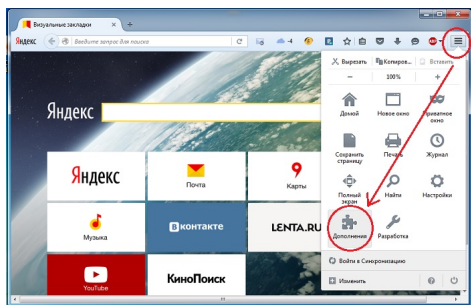 Визуальные закладки
Яндекс
Введите запрос для поиска
4
Вырезать Копиров... Вставить
100%
Домой Новое окно Приватное окно
Сохранить страницу Печать Журнал
Полный экран Найти Настройки
Дополнения Разработка
Войти в Синхронизацию
Изменить
Яндекс
Яндекс Почта Карты
Музыка Вконтакте LENTA.RU
YouTube КиноПоиск